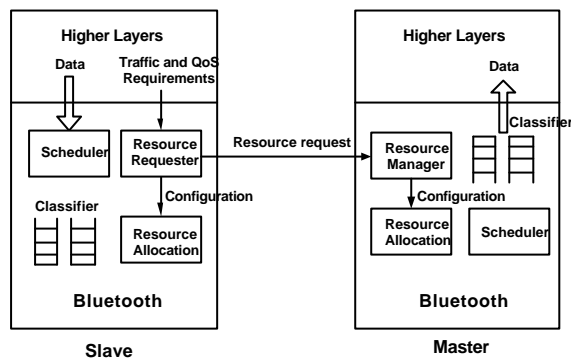 Higher Layers
Data
Traffic and QoS
Requirements
Scheduler
Resource
Requester
Configuration
Classifier
Resource
Allocation
Bluetooth
Slave
Resource request
Higher Layers
Data
Classifier
Resource
Manager
Configuration
Resource
Allocation
Scheduler
Bluetooth
Master